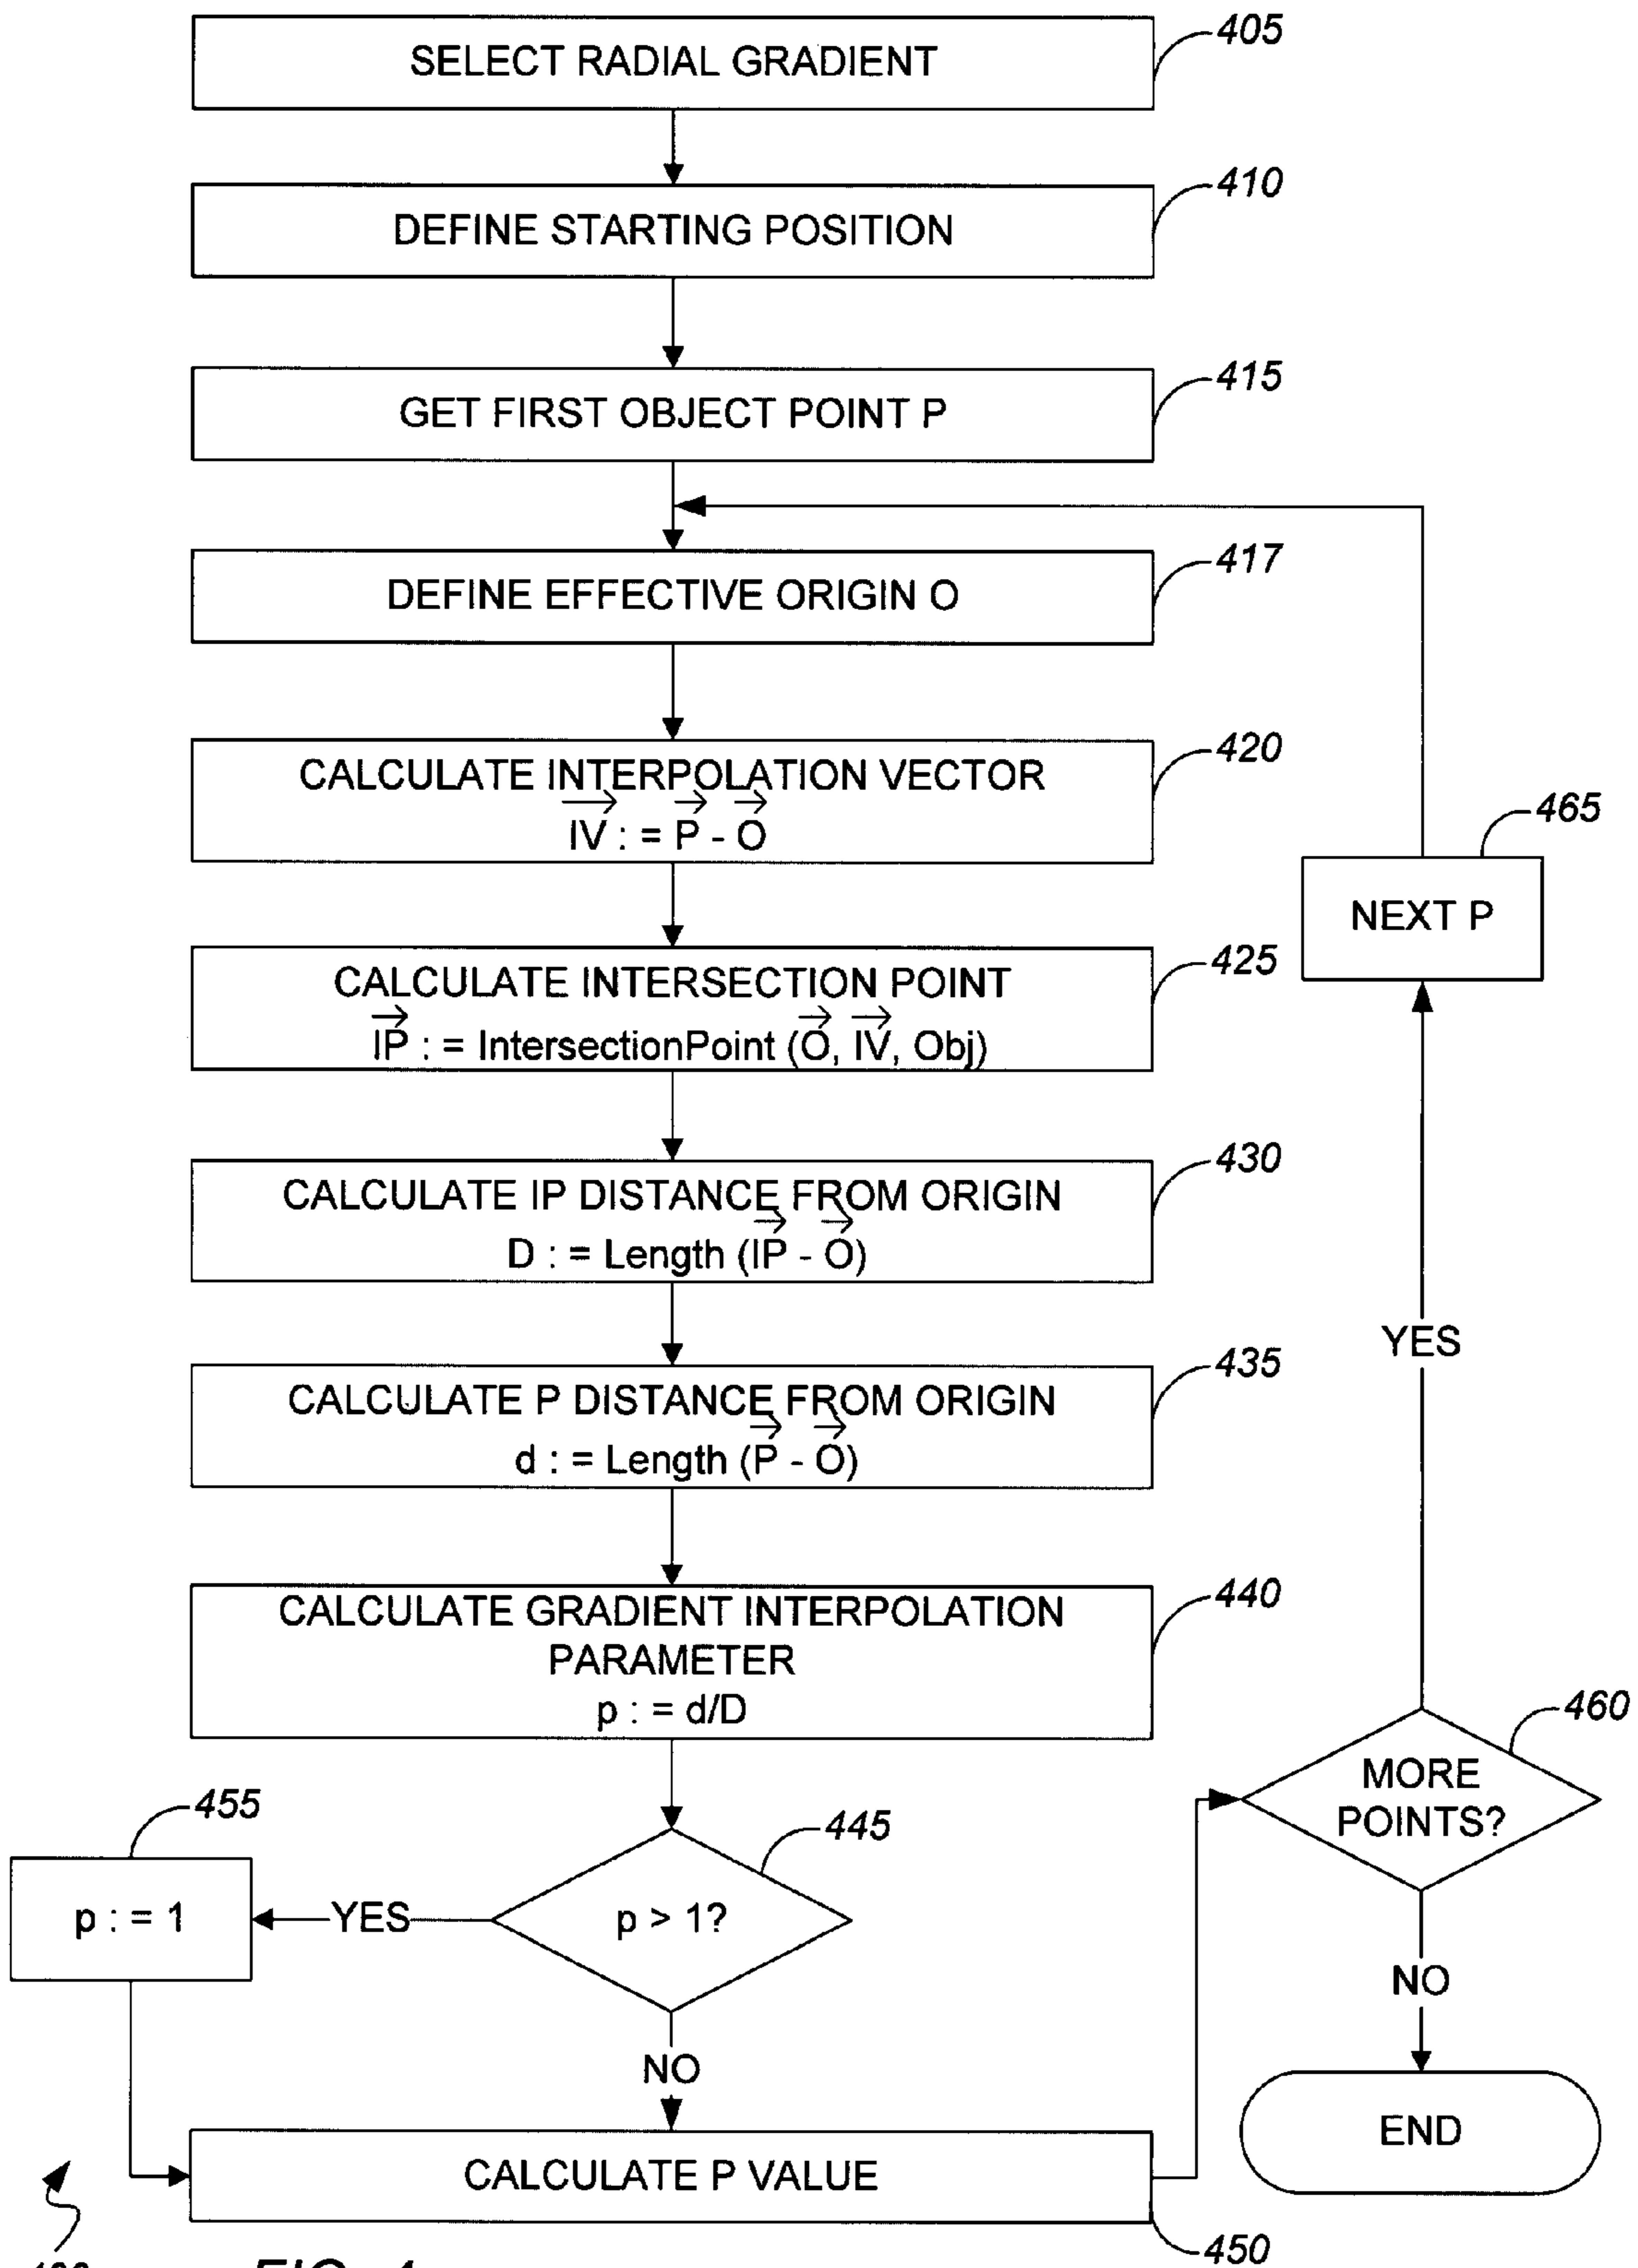 SELECT RADIAL GRADIENT
405
DEFINE STARTING POSITION
410
GET FIRST OBJECT POINT P
415
DEFINE EFFECTIVE ORIGIN O
417
CALCULATE INTERPOLATION VECTOR
IV : = P - O
420
CALCULATE INTERSECTION POINT
IP : = IntersectionPoint (O, IV, Obj)
425
CALCULATE IP DISTANCE FROM ORIGIN
D : = Length (IP - O)
430
CALCULATE P DISTANCE FROM ORIGIN
d : = Length (P - O)
435
CALCULATE GRADIENT INTERPOLATION
PARAMETER
p : = d/D
440
p > 1?
445
YES
p : = 1
455
NO
CALCULATE P VALUE
450
MORE
POINTS?
460
YES
NEXT P
465
NO
END